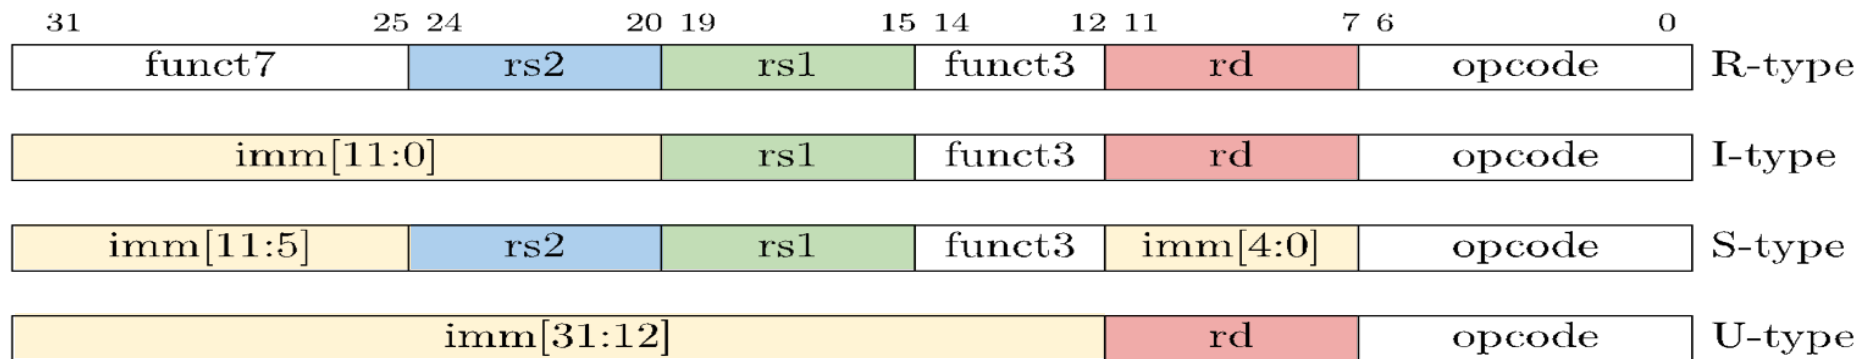 31 25 24 20 19 15 14 12 11 7 6 0
funct7 rs2 rs1 funct3 rd opcode R-type
imm[11:0] rs1 funct3 rd opcode I-type
imm[11:5] rs2 rs1 funct3 imm[4:0] opcode S-type
imm[31:12] rd opcode U-type